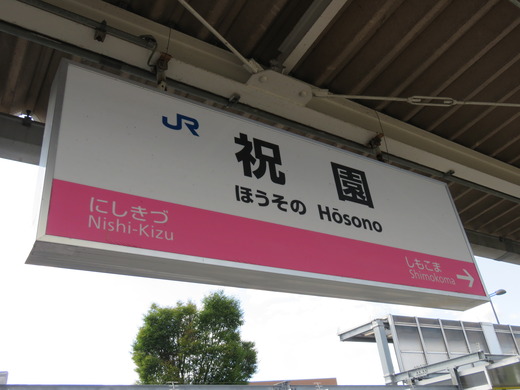 JR
祝園
ほうその Hōsono
にしきづ
Nishi-Kizu
しもこま
Shimokoma
→